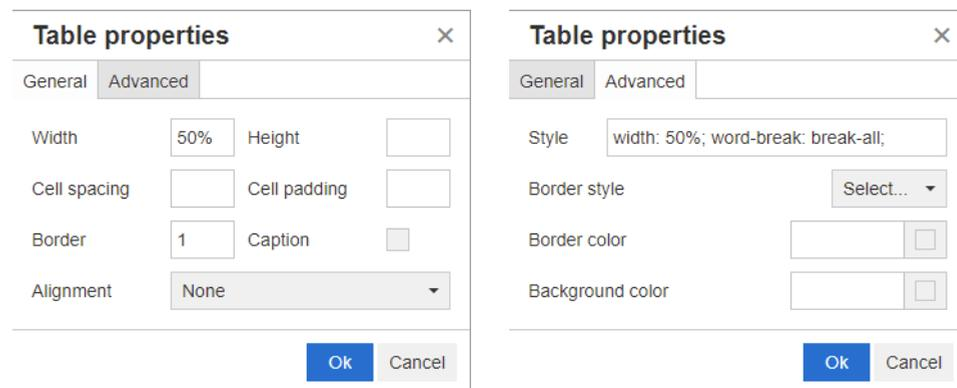 Table properties ×
General Advanced
Width 50% Height
Cell spacing Cell padding
Border 1 Caption
Alignment None
Ok Cancel
Table properties ×
General Advanced
Style width: 50%; word-break: break-all;
Border style Select...
Border color
Background color
Ok Cancel